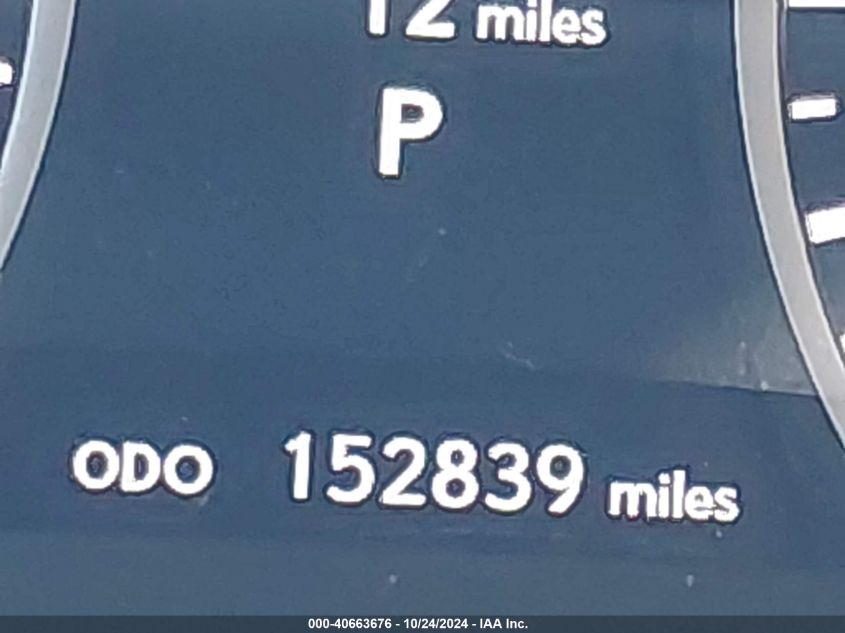 12 miles
P
ODO 152839 miles
000-40663676 - 10/24/2024 - IAA Inc.